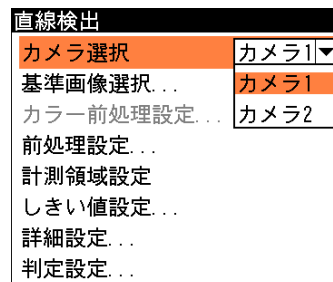 直線検出
カメラ選択 カメラ1▼
基準画像選択... カメラ1
カラー前処理設定... カメラ2
前処理設定...
計測領域設定
しきい値設定...
詳細設定...
判定設定...